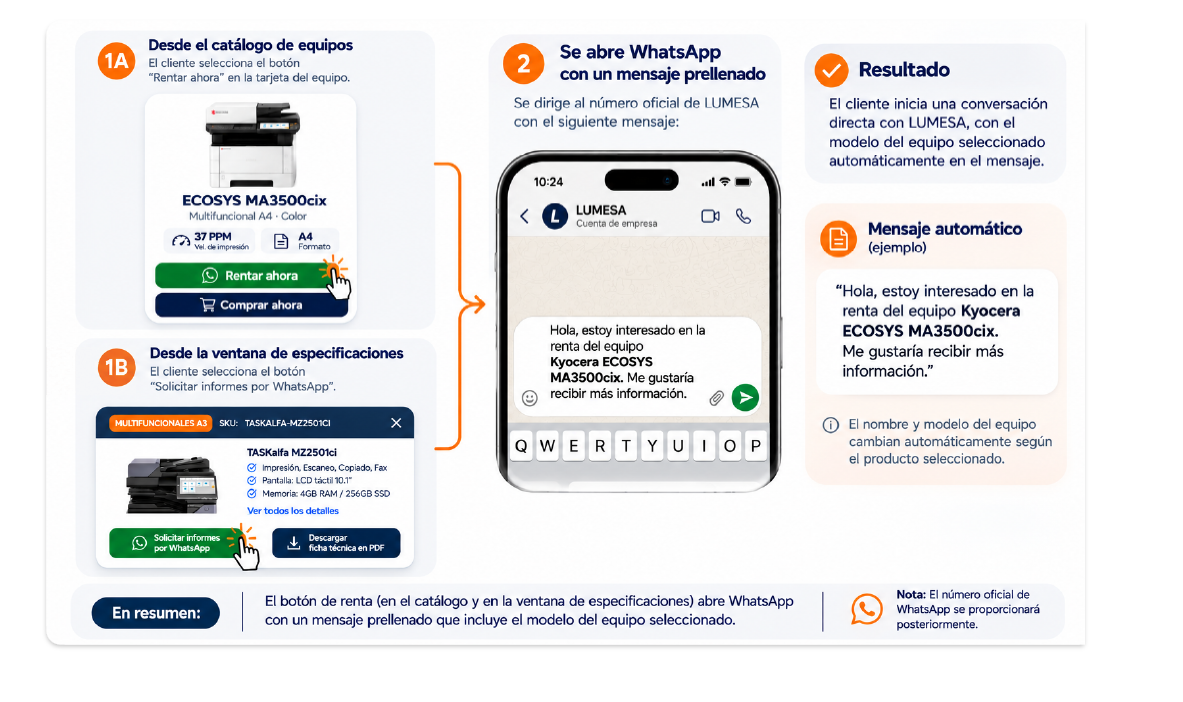 1A
Desde el catálogo de equipos
El cliente selecciona el botón
“Rentar ahora” en la tarjeta del equipo.
ECOSYS MA3500cix
Multifuncional A4 · Color
37 PPM
Vel. de impresión
A4
Formato
Rentar ahora
Comprar ahora
1B
Desde la ventana de especificaciones
El cliente selecciona el botón
“Solicitar informes por WhatsApp”.
MULTIFUNCIONALES A3 SKU: TASKALFA-MZ2501CI
TASKalfa MZ2501ci
Impresión, Escaneo, Copiado, Fax
Pantalla: LCD táctil 10.1”
Memoria: 4GB RAM / 256GB SSD
Ver todos los detalles
Solicitar informes
por WhatsApp
Descargar
ficha técnica en PDF
2
Se abre WhatsApp
con un mensaje prellenado
Se dirige al número oficial de LUMESA
con el siguiente mensaje:
10:24
L
LUMESA
Cuenta de empresa
Hola, estoy interesado en la
renta del equipo
Kyocera ECOSYS
MA3500cix. Me gustaría
recibir más información.
Q W E R T Y U I O P
Resultado
El cliente inicia una conversación
directa con LUMESA, con el
modelo del equipo seleccionado
automáticamente en el mensaje.
Mensaje automático
(ejemplo)
“Hola, estoy interesado en la
renta del equipo Kyocera
ECOSYS MA3500cix.
Me gustaría recibir más
información.”
El nombre y modelo del equipo
cambian automáticamente según
el producto seleccionado.
En resumen:
El botón de renta (en el catálogo y en la ventana de especificaciones) abre WhatsApp
con un mensaje prellenado que incluye el modelo del equipo seleccionado.
Nota: El número oficial de
WhatsApp se proporcionará
posteriormente.